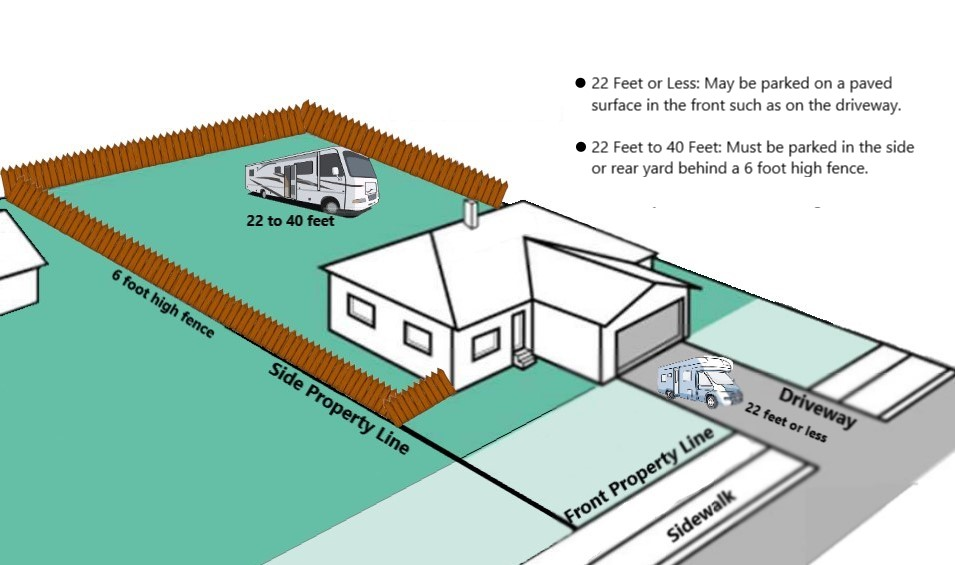 ● 22 Feet or Less: May be parked on a paved
surface in the front such as on the driveway.
● 22 Feet to 40 Feet: Must be parked in the side
or rear yard behind a 6 foot high fence.
22 to 40 feet
6 foot high fence
Side Property Line
Driveway
22 feet or less
Front Property Line
Sidewalk